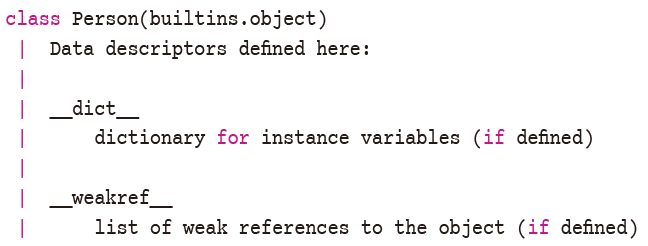 class Person(builtins.object)
 |  Data descriptors defined here:
 |
 |  __dict__
 |      dictionary for instance variables (if defined)
 |
 |  __weakref__
 |      list of weak references to the object (if defined)